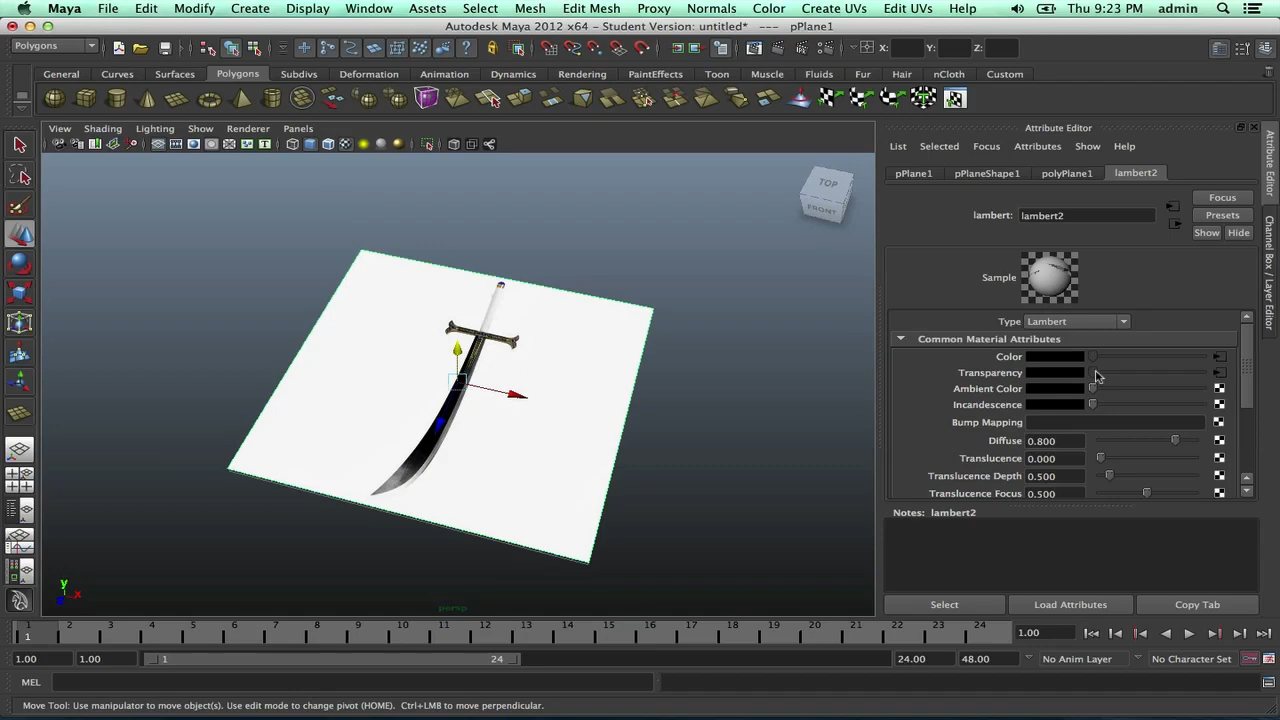 Maya File Edit Modify Create Display Window Assets Select Mesh Edit Mesh Proxy Normals Color Create UVs Edit UVs Help Thu 9:23 PM admin
Autodesk Maya 2012 x64 - Student Version: untitled* --- pPlane1
Polygons X: Y: Z:
General Curves Surfaces Polygons Subdivs Deformation Animation Dynamics Rendering PaintEffects Toon Muscle Fluids Fur Hair nCloth Custom
View Shading Lighting Show Renderer Panels
TOP
FRONT
persp
y
x
Attribute Editor
List Selected Focus Attributes Show Help
pPlane1 pPlaneShape1 polyPlane1 lambert2
Focus
lambert: lambert2 Presets
Show Hide
Sample
Type Lambert
Common Material Attributes
Color
Transparency
Ambient Color
Incandescence
Bump Mapping
Diffuse 0.800
Translucence 0.000
Translucence Depth 0.500
Translucence Focus 0.500
Notes: lambert2
Select Load Attributes Copy Tab
Attribute Editor
Channel Box / Layer Editor
1 2 3 4 5 6 7 8 9 10 11 12 13 14 15 16 17 18 19 20 21 22 23 24
1 1.00
1.00 1.00 1 24 24.00 48.00 No Anim Layer No Character Set
MEL
Move Tool: Use manipulator to move object(s). Use edit mode to change pivot (HOME). Ctrl+LMB to move perpendicular.